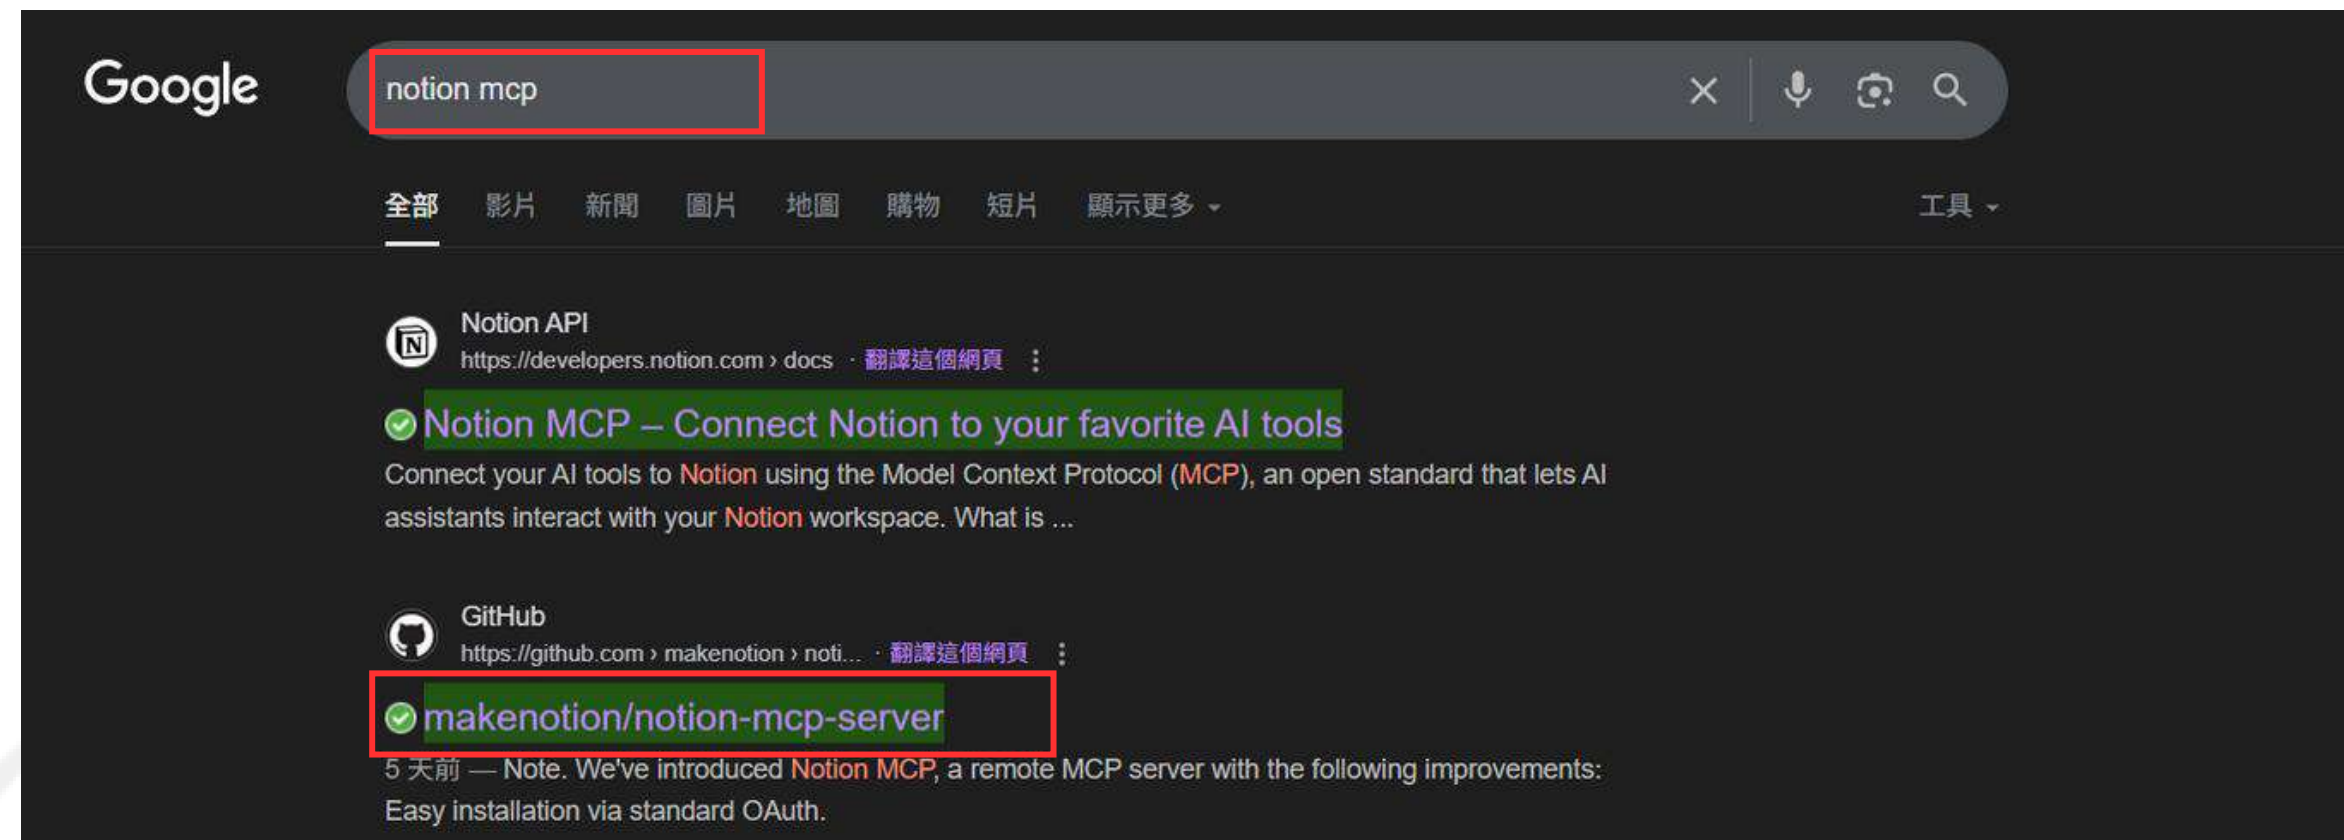 Google
notion mcp
全部 影片 新聞 圖片 地圖 購物 短片 顯示更多 工具
Notion API
https://developers.notion.com › docs · 翻譯這個網頁
Notion MCP – Connect Notion to your favorite AI tools
Connect your AI tools to Notion using the Model Context Protocol (MCP), an open standard that lets AI
assistants interact with your Notion workspace. What is ...
GitHub
https://github.com › makenotion › noti... · 翻譯這個網頁
makenotion/notion-mcp-server
5 天前 — Note. We've introduced Notion MCP, a remote MCP server with the following improvements:
Easy installation via standard OAuth.